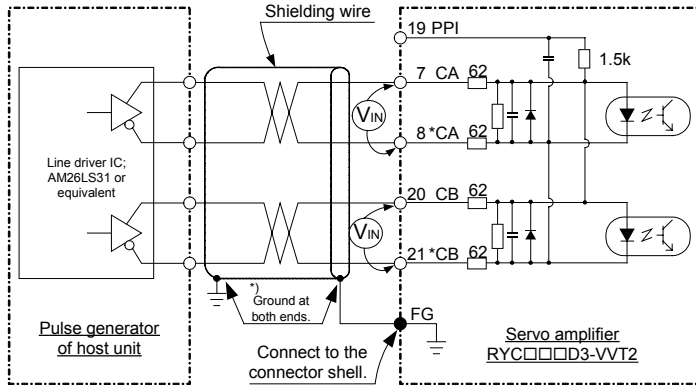 Shielding wire
19 PPI
1.5k
7 CA 62
VIN
8 *CA 62
Line driver IC;
AM26LS31 or
equivalent
20 CB 62
VIN
21 *CB 62
*)
Ground at
both ends.
FG
Pulse generator
of host unit
Connect to the
connector shell.
Servo amplifier
RYC□□□D3-VVT2